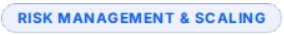 RISK MANAGEMENT & SCALING